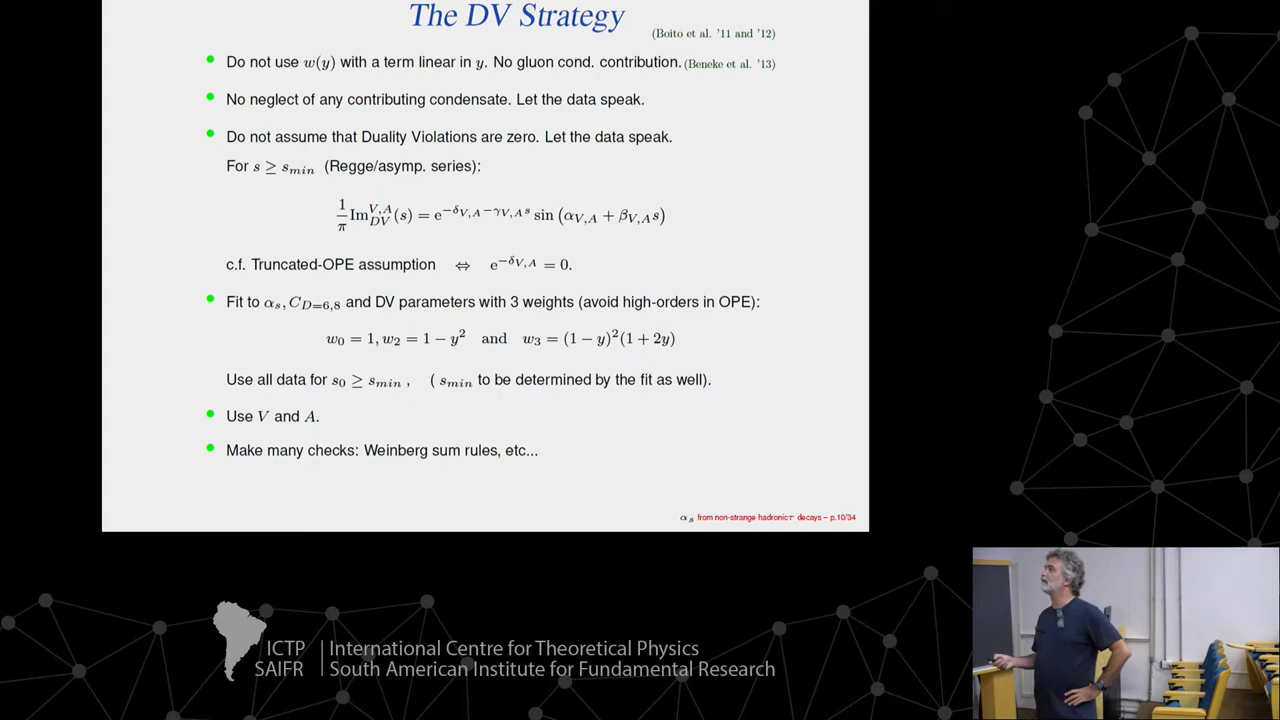 The DV Strategy
(Boito et al. '11 and '12)
Do not use w(y) with a term linear in y. No gluon cond. contribution. (Beneke et al. '13)
No neglect of any contributing condensate. Let the data speak.
Do not assume that Duality Violations are zero. Let the data speak.
For s ≥ s_min (Regge/asymp. series):
1/π Im_DV^{V,A}(s) = e^{−δ_{V,A}−γ_{V,A}s} sin (α_{V,A} + β_{V,A}s)
c.f. Truncated-OPE assumption ⇔ e^{−δ_{V,A}} = 0.
Fit to α_s, C_{D=6,8} and DV parameters with 3 weights (avoid high-orders in OPE):
w_0 = 1, w_2 = 1 − y^2 and w_3 = (1 − y)^2(1 + 2y)
Use all data for s_0 ≥ s_min , ( s_min to be determined by the fit as well).
Use V and A.
Make many checks: Weinberg sum rules, etc...
α_s from non-strange hadronic τ decays – p.10/34
ICTP International Centre for Theoretical Physics
SAIFR South American Institute for Fundamental Research